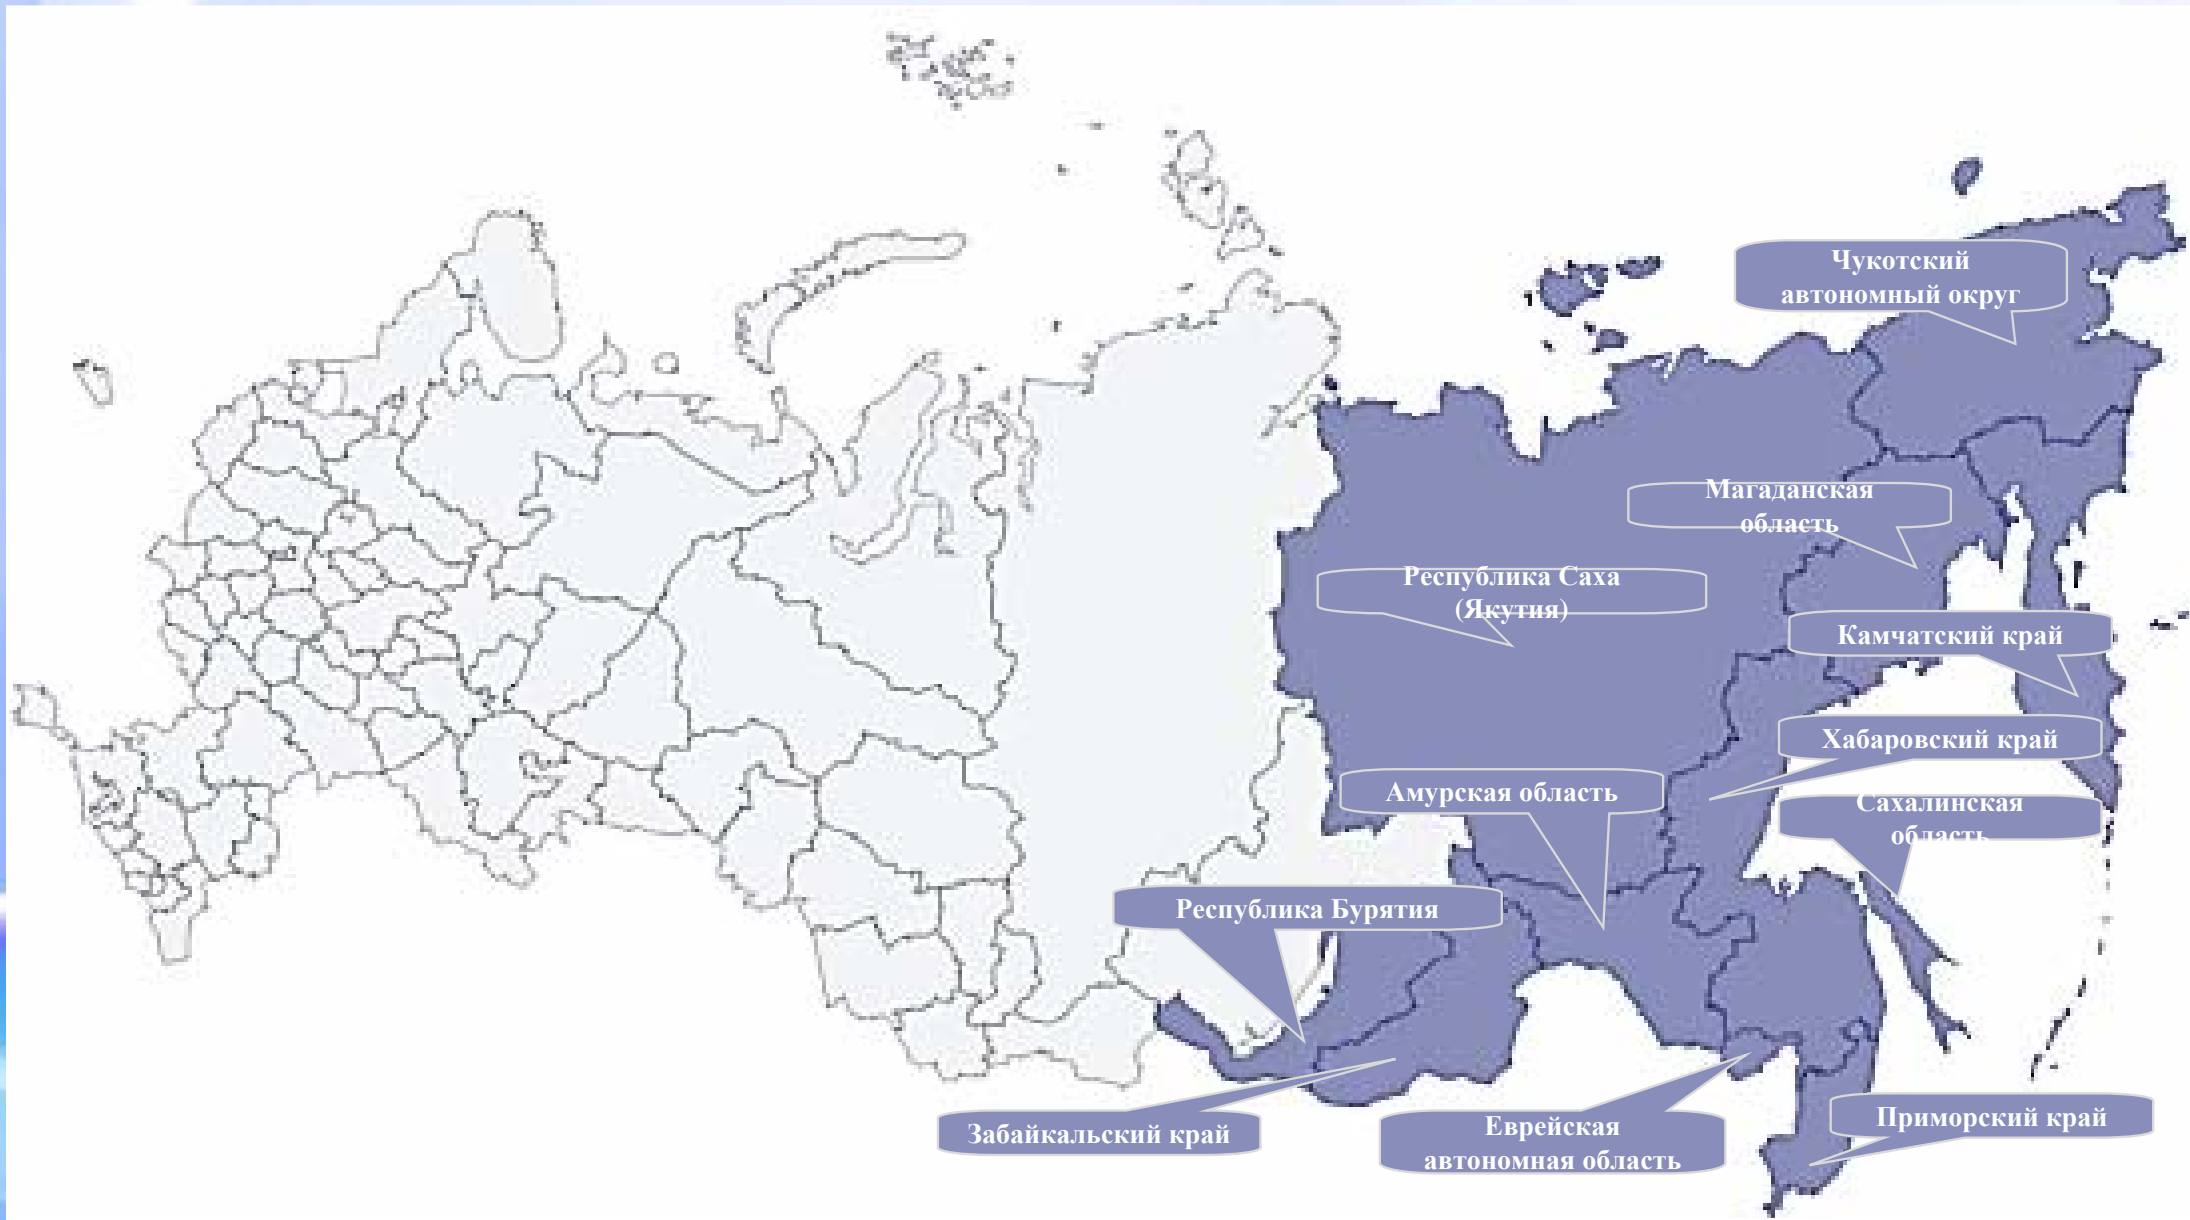 Чукотский
автономный округ
Магаданская
область
Республика Саха
(Якутия)
Камчатский край
Хабаровский край
Амурская область
Сахалинская
область
Республика Бурятия
Забайкальский край
Еврейская
автономная область
Приморский край